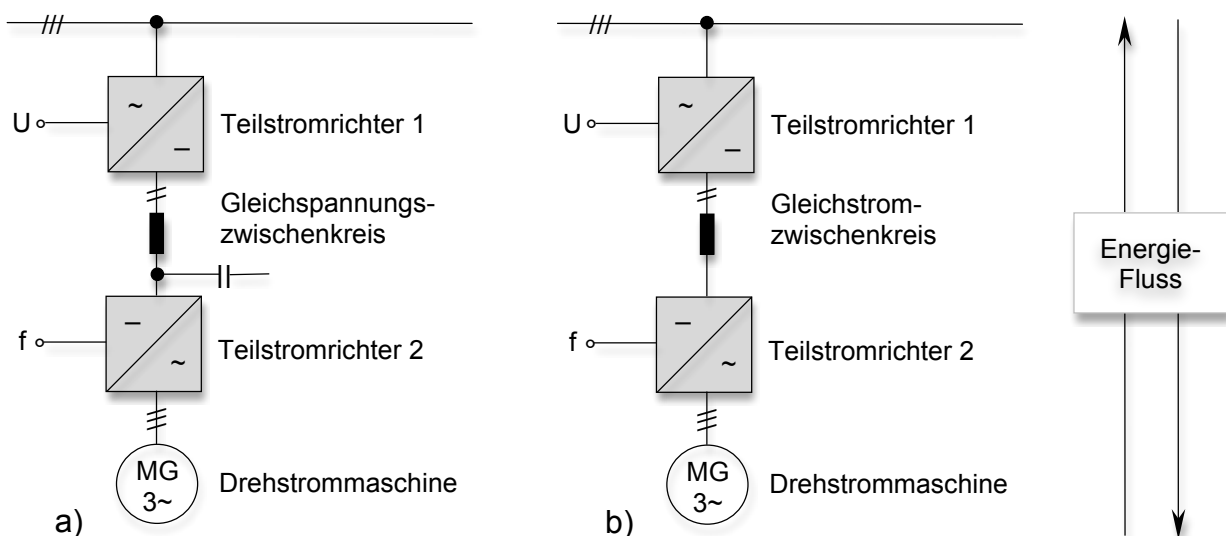 ~
U
–
Teilstromrichter 1
Gleichspannungs-
zwischenkreis
–
f
~
Teilstromrichter 2
MG
3~
Drehstrommaschine
a)
~
U
–
Teilstromrichter 1
Gleichstrom-
zwischenkreis
–
f
~
Teilstromrichter 2
MG
3~
Drehstrommaschine
b)
Energie-
Fluss